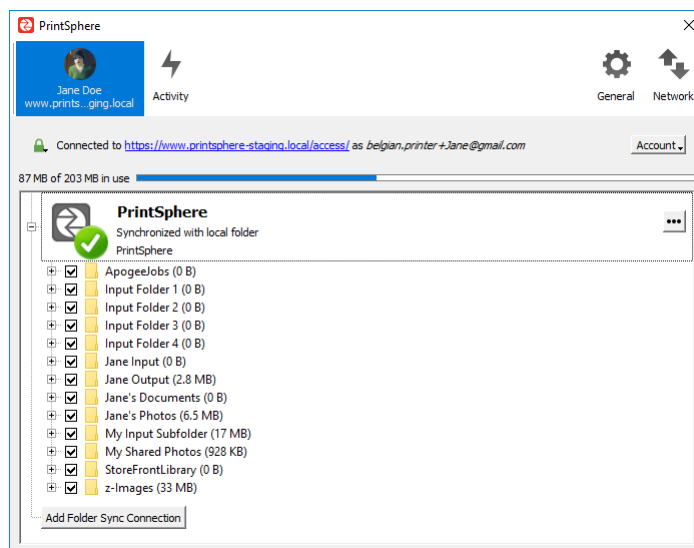 PrintSphere
Jane Doe
www.prints...ging.local
Activity
General
Network
Connected to https://www.printsphere-staging.local/access/ as belgian.printer+Jane@gmail.com
Account
87 MB of 203 MB in use
PrintSphere
Synchronized with local folder
PrintSphere
ApogeeJobs (0 B)
Input Folder 1 (0 B)
Input Folder 2 (0 B)
Input Folder 3 (0 B)
Input Folder 4 (0 B)
Jane Input (0 B)
Jane Output (2.8 MB)
Jane's Documents (0 B)
Jane's Photos (6.5 MB)
My Input Subfolder (17 MB)
My Shared Photos (928 KB)
StoreFrontLibrary (0 B)
z-Images (33 MB)
Add Folder Sync Connection